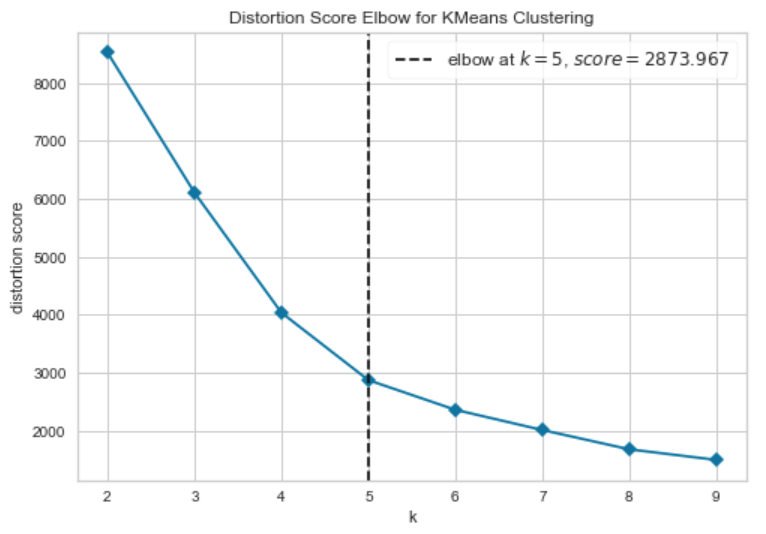 Distortion Score Elbow for KMeans Clustering
elbow at k = 5, score = 2873.967
8000
7000
6000
5000
4000
3000
2000
distortion score
2 3 4 5 6 7 8 9
k